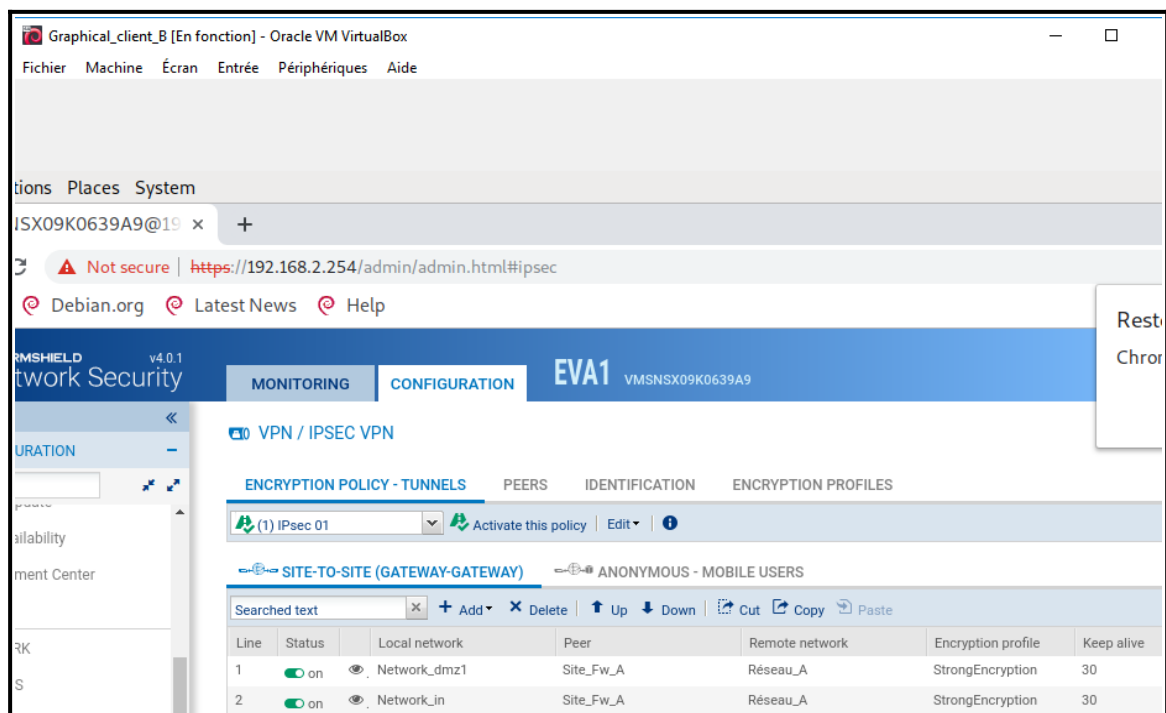 Graphical_client_B [En fonction] - Oracle VM VirtualBox
Fichier Machine Écran Entrée Périphériques Aide
tions Places System
ISX09K0639A9@19 × +
Not secure | https://192.168.2.254/admin/admin.html#ipsec
Debian.org Latest News Help
Rest
Chror
RMSHIELD v4.0.1
twork Security
MONITORING CONFIGURATION EVA1 VMSNSX09K0639A9
«
URATION −
VPN / IPSEC VPN
ENCRYPTION POLICY - TUNNELS PEERS IDENTIFICATION ENCRYPTION PROFILES
(1) IPsec 01 Activate this policy | Edit
ailability
ment Center
SITE-TO-SITE (GATEWAY-GATEWAY) ANONYMOUS - MOBILE USERS
Searched text × + Add × Delete | Up Down | Cut Copy Paste
Line Status Local network Peer Remote network Encryption profile Keep alive
RK
1 on Network_dmz1 Site_Fw_A Réseau_A StrongEncryption 30
S
2 on Network_in Site_Fw_A Réseau_A StrongEncryption 30